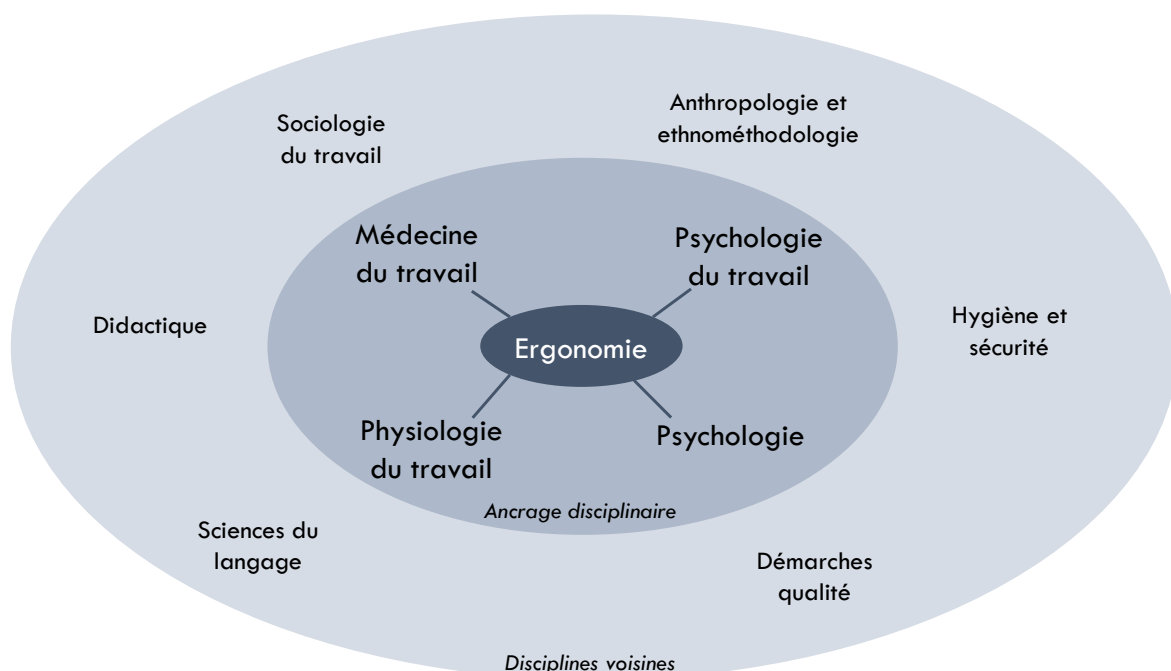 Anthropologie et
ethnométhodologie
Sociologie
du travail
Médecine
du travail
Psychologie
du travail
Didactique
Ergonomie
Hygiène et
sécurité
Physiologie
du travail
Psychologie
Ancrage disciplinaire
Sciences du
langage
Démarches
qualité
Disciplines voisines